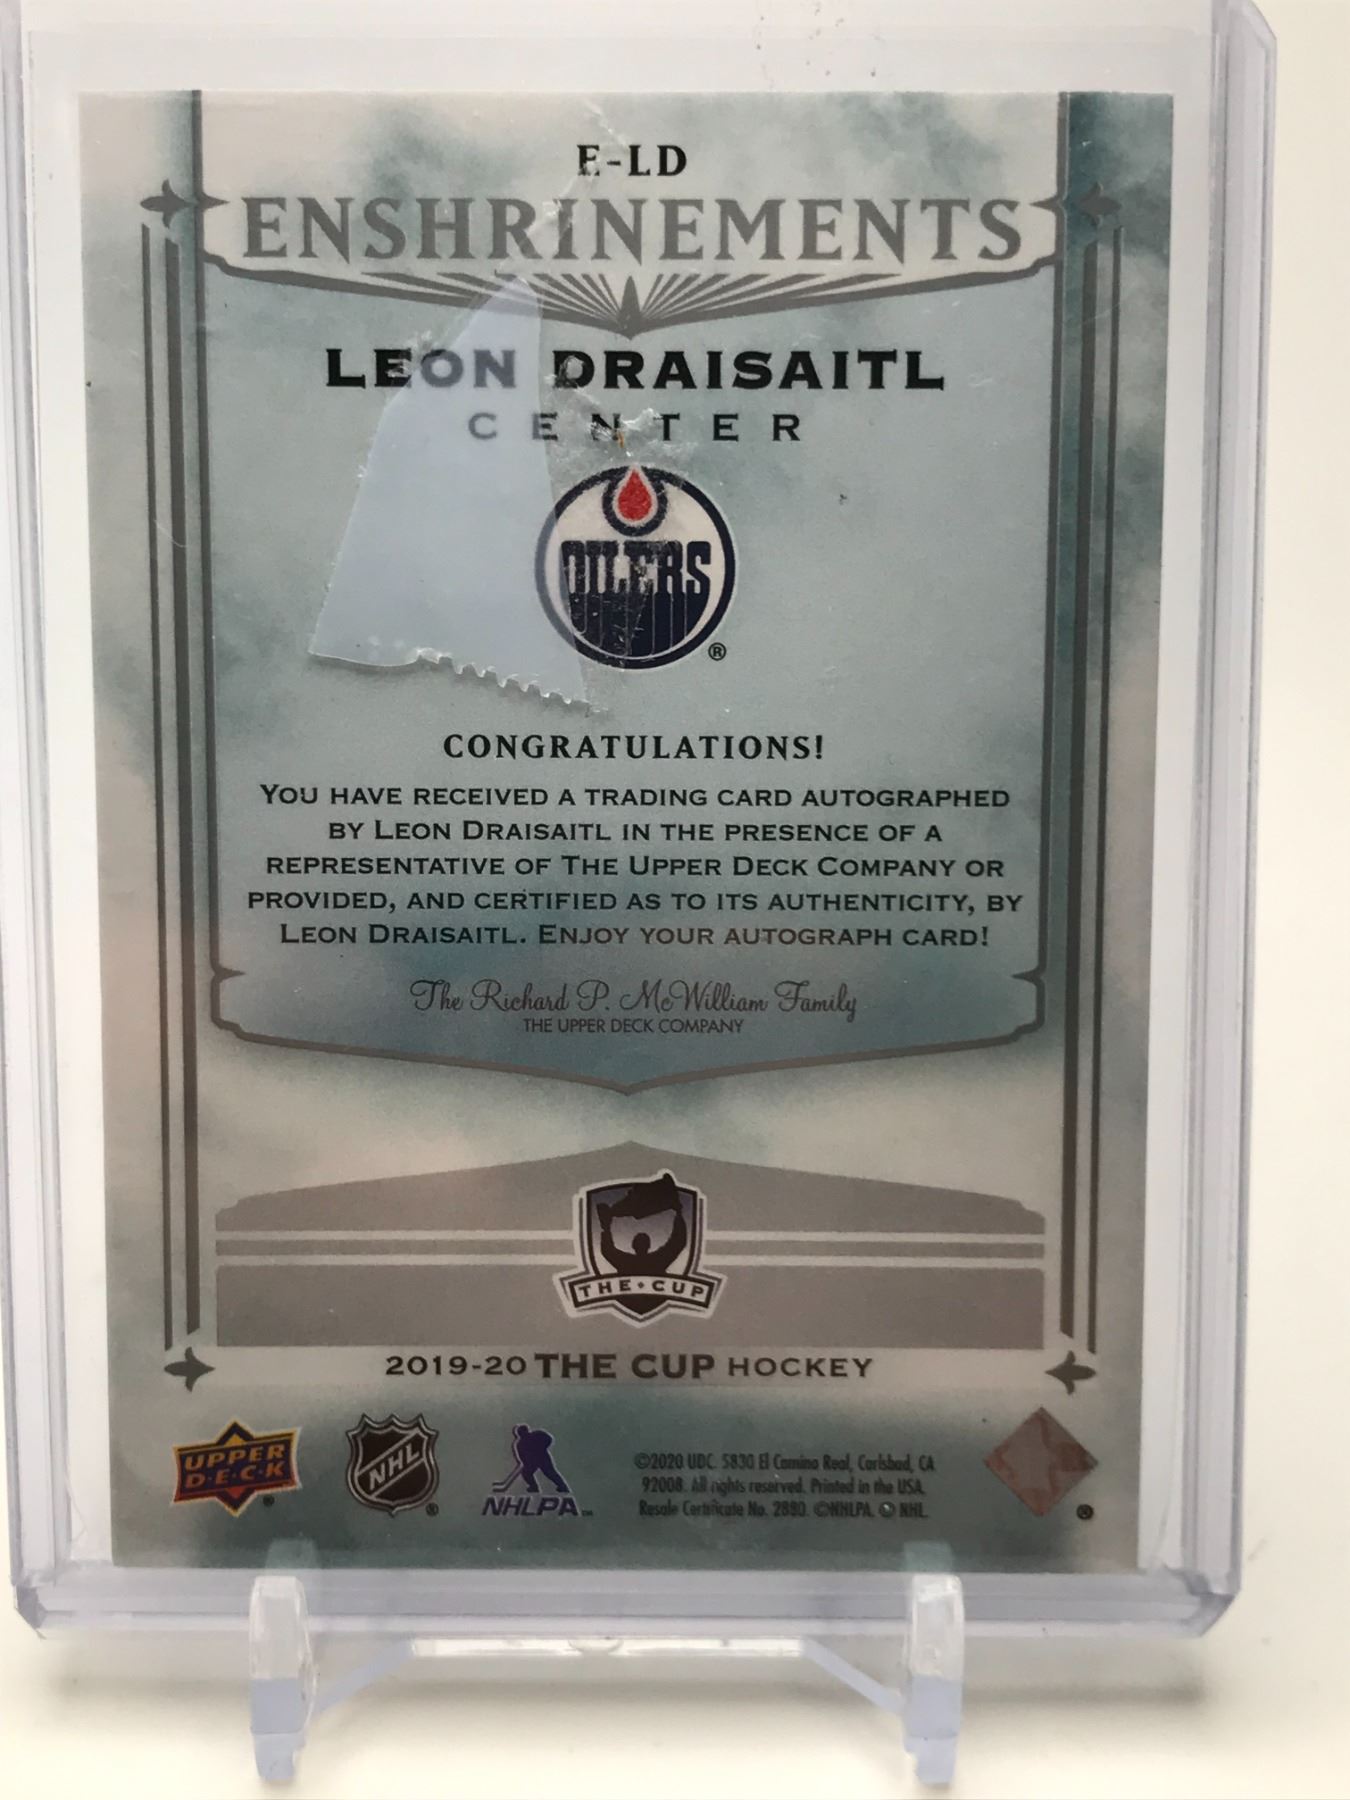 E-LD
ENSHRINEMENTS
LEON DRAISAITL
CENTER
OILERS
®
CONGRATULATIONS!
YOU HAVE RECEIVED A TRADING CARD AUTOGRAPHED
BY LEON DRAISAITL IN THE PRESENCE OF A
REPRESENTATIVE OF THE UPPER DECK COMPANY OR
PROVIDED, AND CERTIFIED AS TO ITS AUTHENTICITY, BY
LEON DRAISAITL. ENJOY YOUR AUTOGRAPH CARD!
The Richard P. McWilliam Family
THE UPPER DECK COMPANY
THE • CUP
2019-20 THE CUP HOCKEY
UPPER
D•E•C•K
®
NHL
®
NHLPA™
©2020 UDC. 5830 El Camino Real, Carlsbad, CA
92008. All rights reserved. Printed in the USA.
Resale Certificate No. 2880. ©NHLPA. © NHL.
®